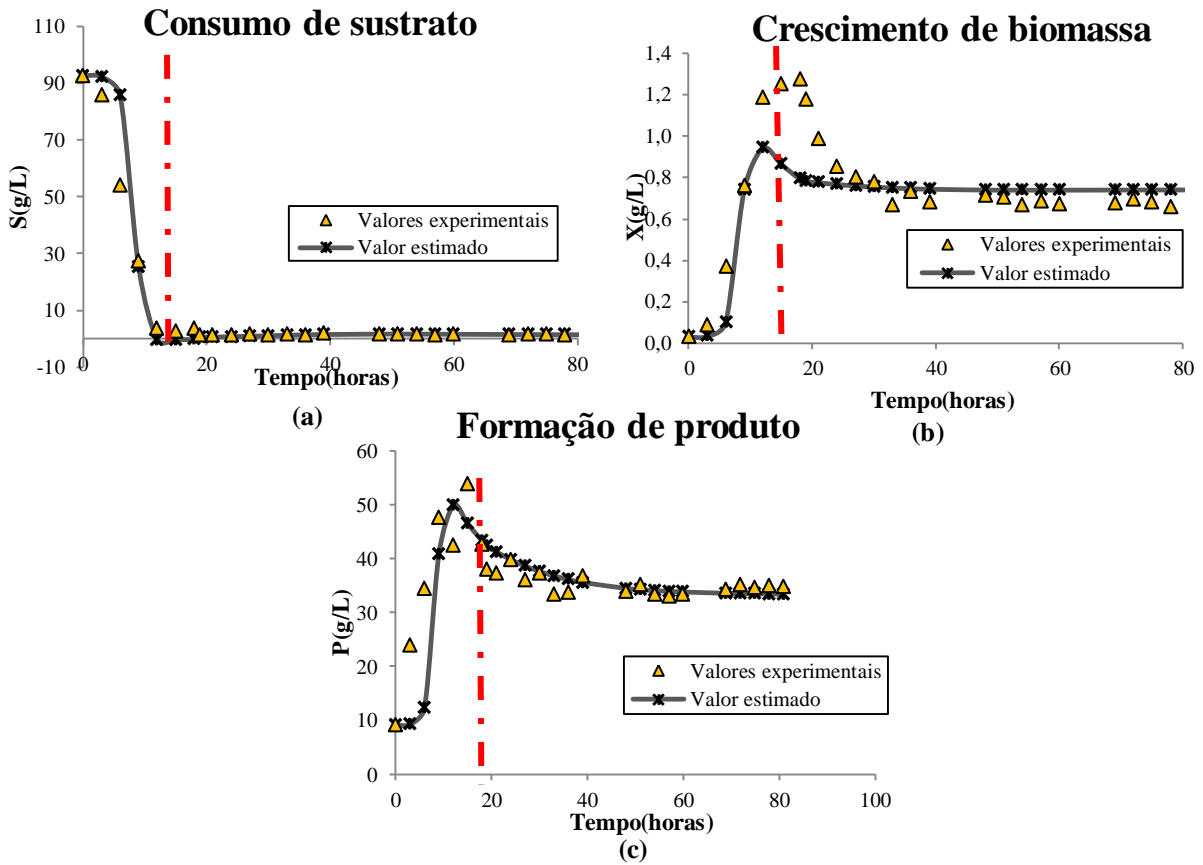 Consumo de sustrato
110
90
70
50
30
10
-10
S(g/L)
0
20
40
60
80
Tempo(horas)
Valores experimentais
Valor estimado
(a)
Crescimento de biomassa
1,4
1,2
1,0
0,8
0,6
0,4
0,2
0,0
X(g/L)
0
20
40
60
80
Tempo(horas)
Valores experimentais
Valor estimado
(b)
Formação de produto
60
50
40
30
20
10
0
P(g/L)
0
20
40
60
80
100
Tempo(horas)
Valores experimentais
Valor estimado
(c)